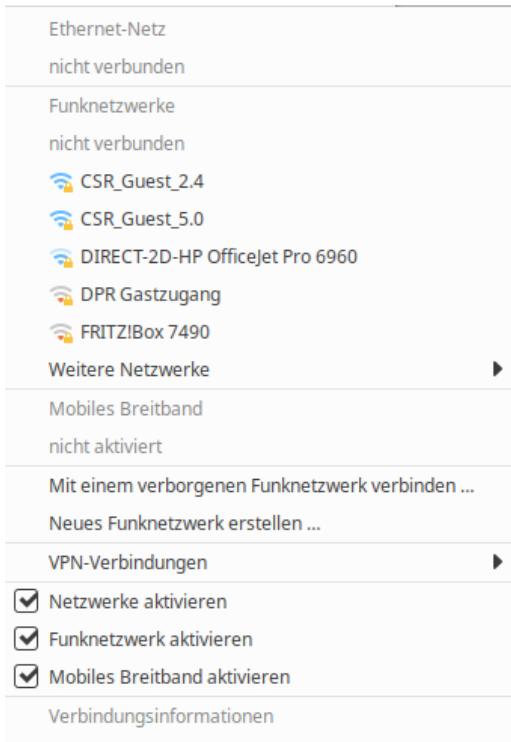 Ethernet-Netz
nicht verbunden
Funknetzwerke
nicht verbunden
CSR_Guest_2.4
CSR_Guest_5.0
DIRECT-2D-HP OfficeJet Pro 6960
DPR Gastzugang
FRITZ!Box 7490
Weitere Netzwerke
Mobiles Breitband
nicht aktiviert
Mit einem verborgenen Funknetzwerk verbinden ...
Neues Funknetzwerk erstellen ...
VPN-Verbindungen
Netzwerke aktivieren
Funknetzwerk aktivieren
Mobiles Breitband aktivieren
Verbindungsinformationen